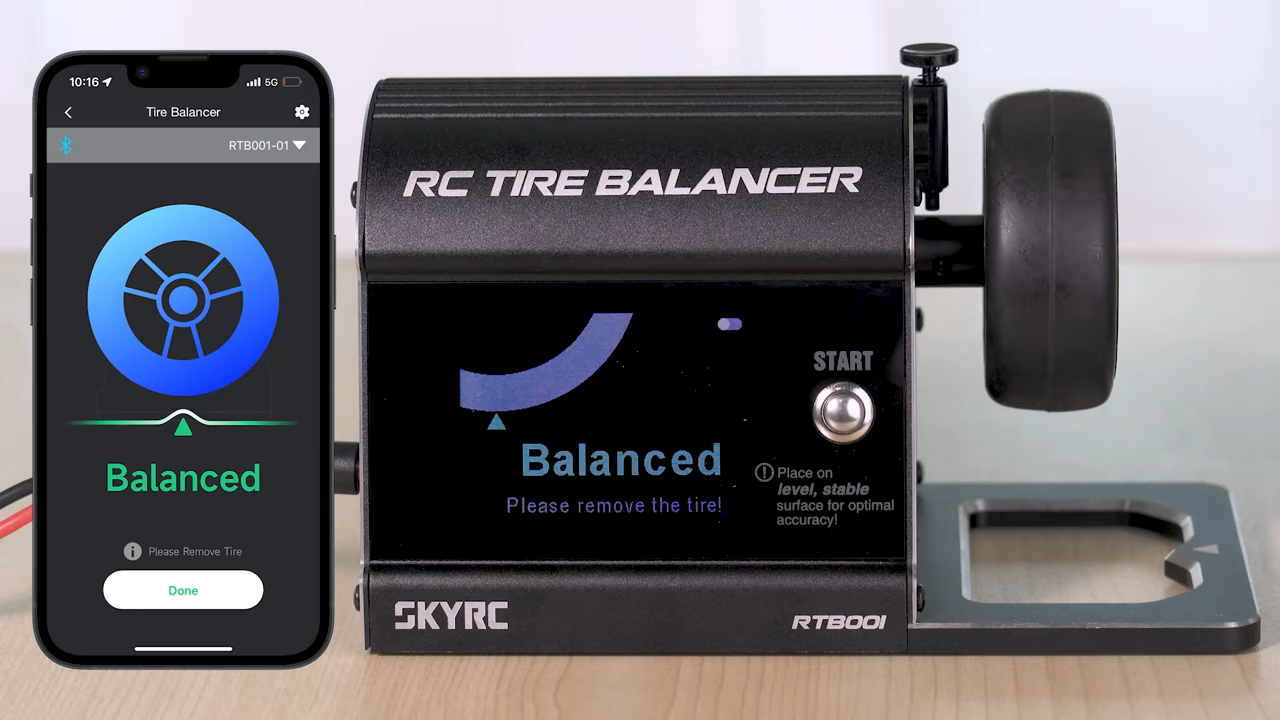 10:16
5G
Tire Balancer
RTB001-01
Balanced
Please Remove Tire
Done
RC TIRE BALANCER
START
Balanced
Please remove the tire!
Place on
level, stable
surface for optimal
accuracy!
SKYRC
RTB001